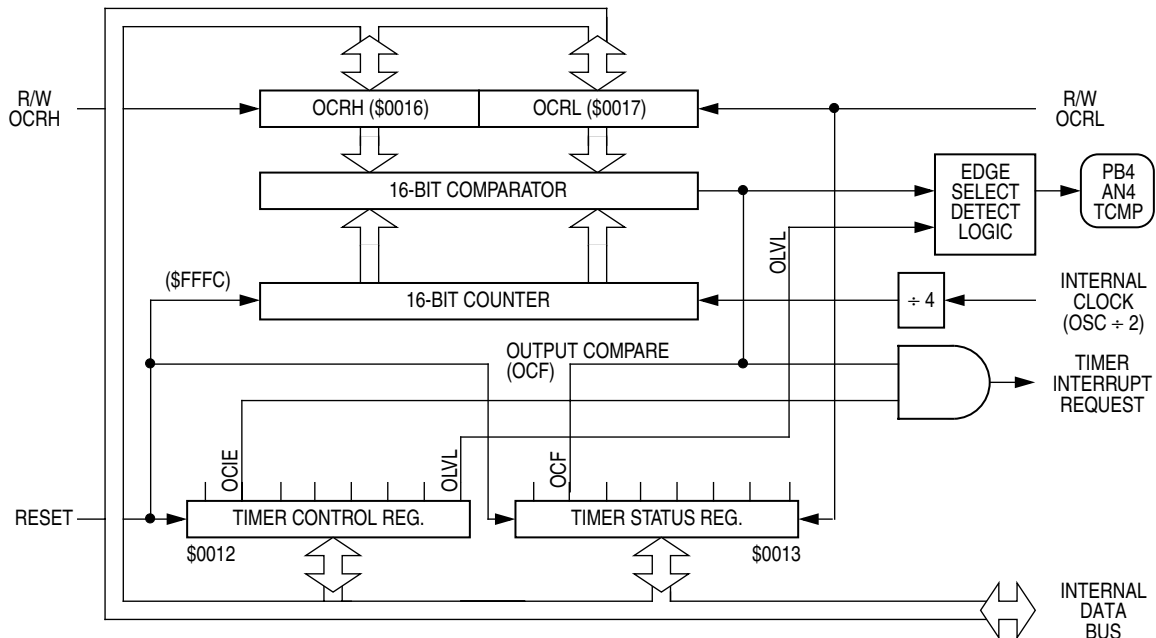 R/W
OCRH
OCRH ($0016)
OCRL ($0017)
R/W
OCRL
16-BIT COMPARATOR
EDGE
SELECT
DETECT
LOGIC
PB4
AN4
TCMP
OLVL
($FFFC)
16-BIT COUNTER
÷ 4
INTERNAL
CLOCK
(OSC ÷ 2)
OUTPUT COMPARE
(OCF)
TIMER
INTERRUPT
REQUEST
OCIE
OLVL
OCF
RESET
TIMER CONTROL REG.
TIMER STATUS REG.
$0012
$0013
INTERNAL
DATA
BUS